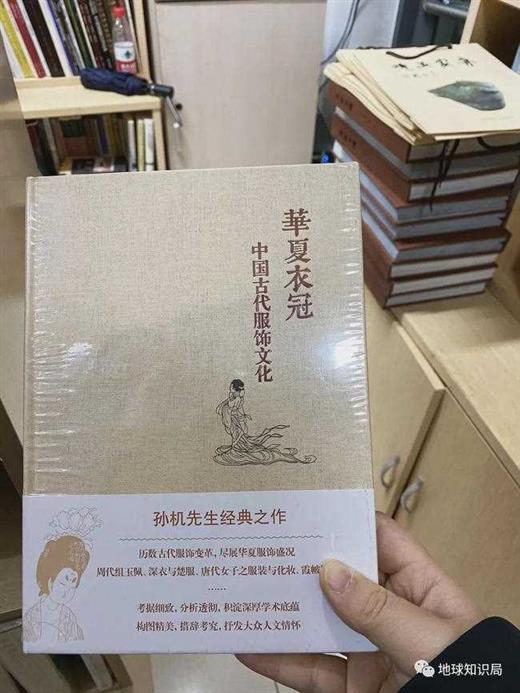 華夏衣冠
中国古代服饰文化
孙机先生经典之作
历数古代服饰变革，尽展华夏服饰盛况
周代组玉佩、深衣与楚服、唐代女子之服装与化妆、霞帔
……
考据细致，分析透彻，积淀深厚学术底蕴
构图精美，措辞考究，抒发大众人文情怀
地球知识局